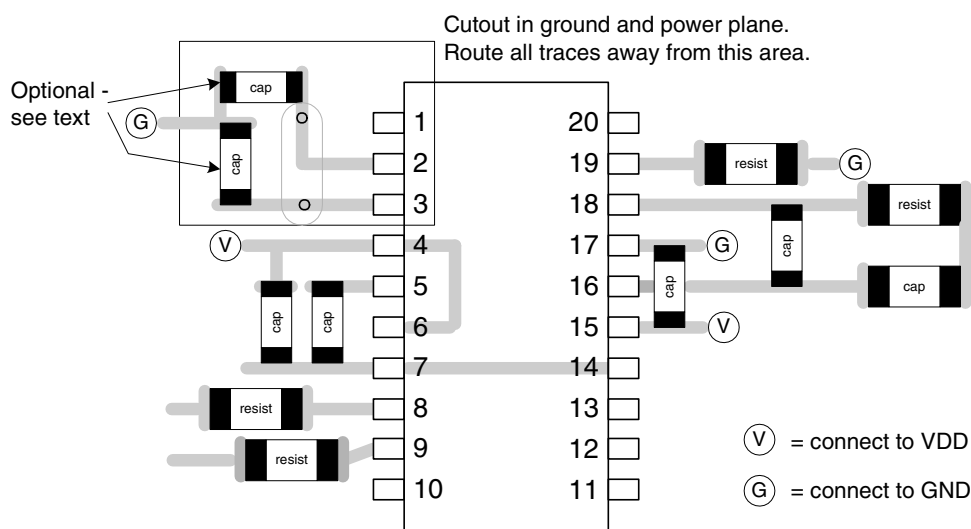 Cutout in ground and power plane.
Route all traces away from this area.
Optional -
see text
cap
G
cap
V
cap
cap
resist
resist
1
2
3
4
5
6
7
8
9
10
20
19
18
17
16
15
14
13
12
11
resist
G
resist
cap
G
cap
cap
V
V = connect to VDD
G = connect to GND